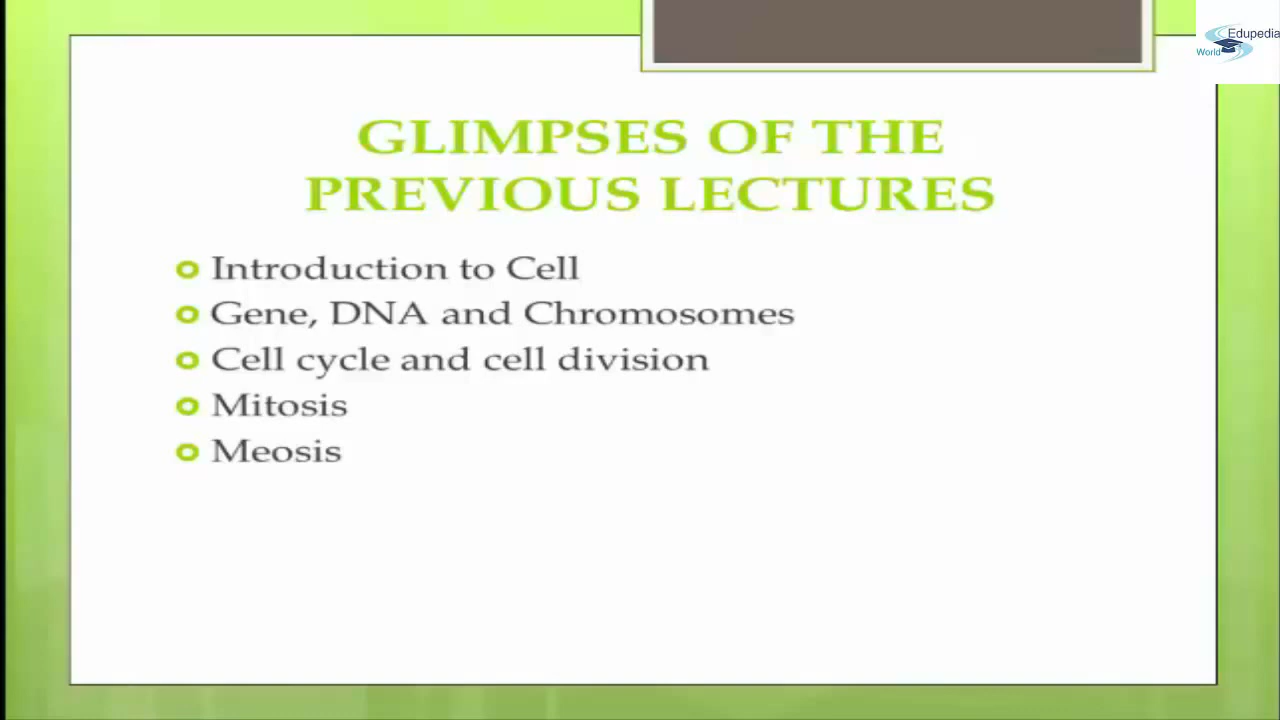 Edupedia
World
GLIMPSES OF THE
PREVIOUS LECTURES
Introduction to Cell
Gene, DNA and Chromosomes
Cell cycle and cell division
Mitosis
Meosis